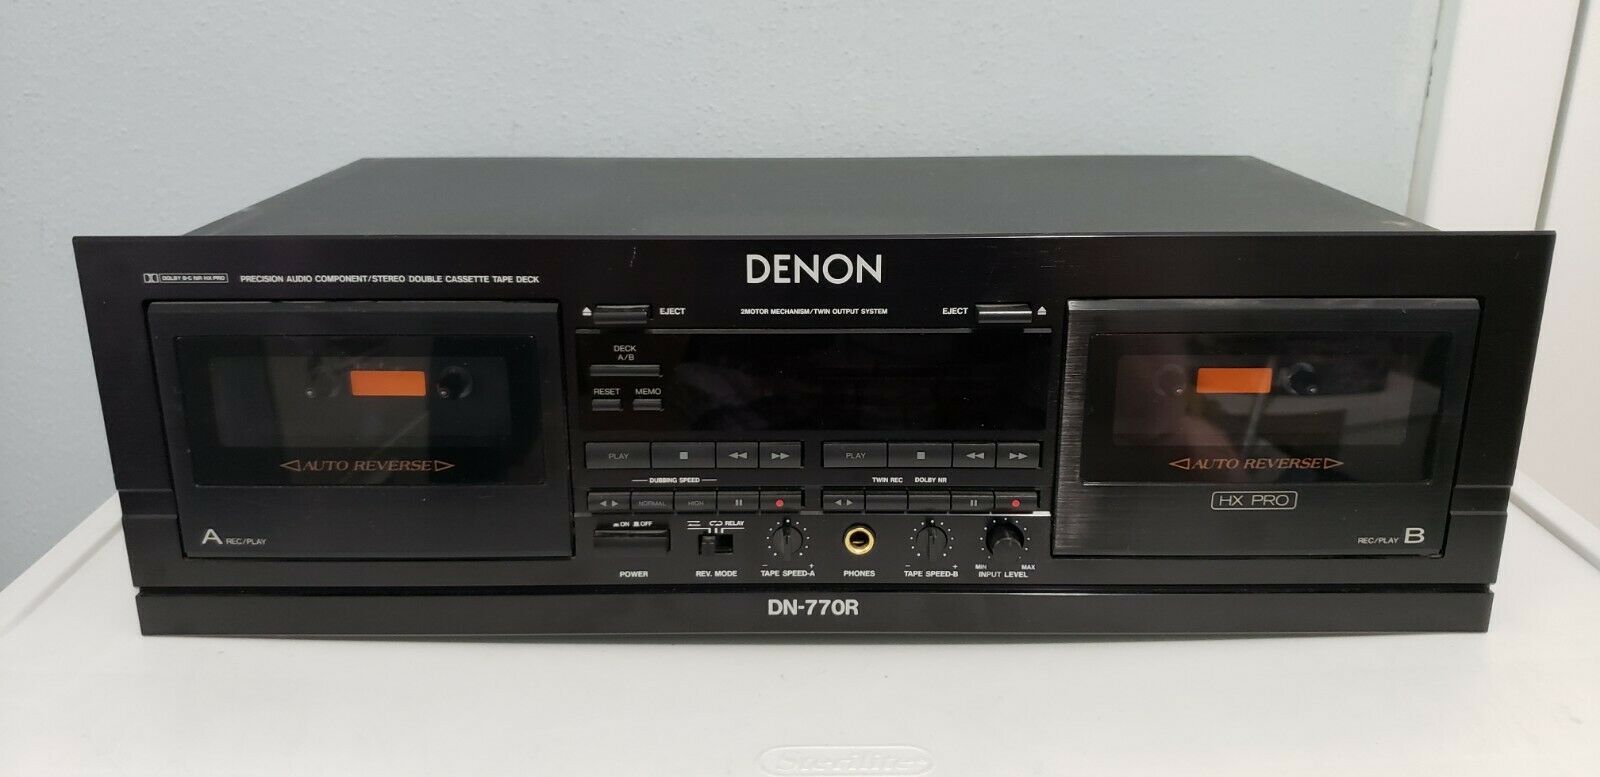 DENON
DOLBY B-C NR HX PRO
PRECISION AUDIO COMPONENT/STEREO DOUBLE CASSETTE TAPE DECK
EJECT
2MOTOR MECHANISM/TWIN OUTPUT SYSTEM
EJECT
DECK
A/B
RESET MEMO
AUTO REVERSE
AUTO REVERSE
PLAY
PLAY
DUBBING SPEED
TWIN REC DOLBY NR
NORMAL HIGH
HX PRO
ON OFF
RELAY
A REC/PLAY
REC/PLAY B
MIN MAX
POWER
REV. MODE
TAPE SPEED-A
- +
PHONES
TAPE SPEED-B
- +
INPUT LEVEL
DN-770R
Sterilite